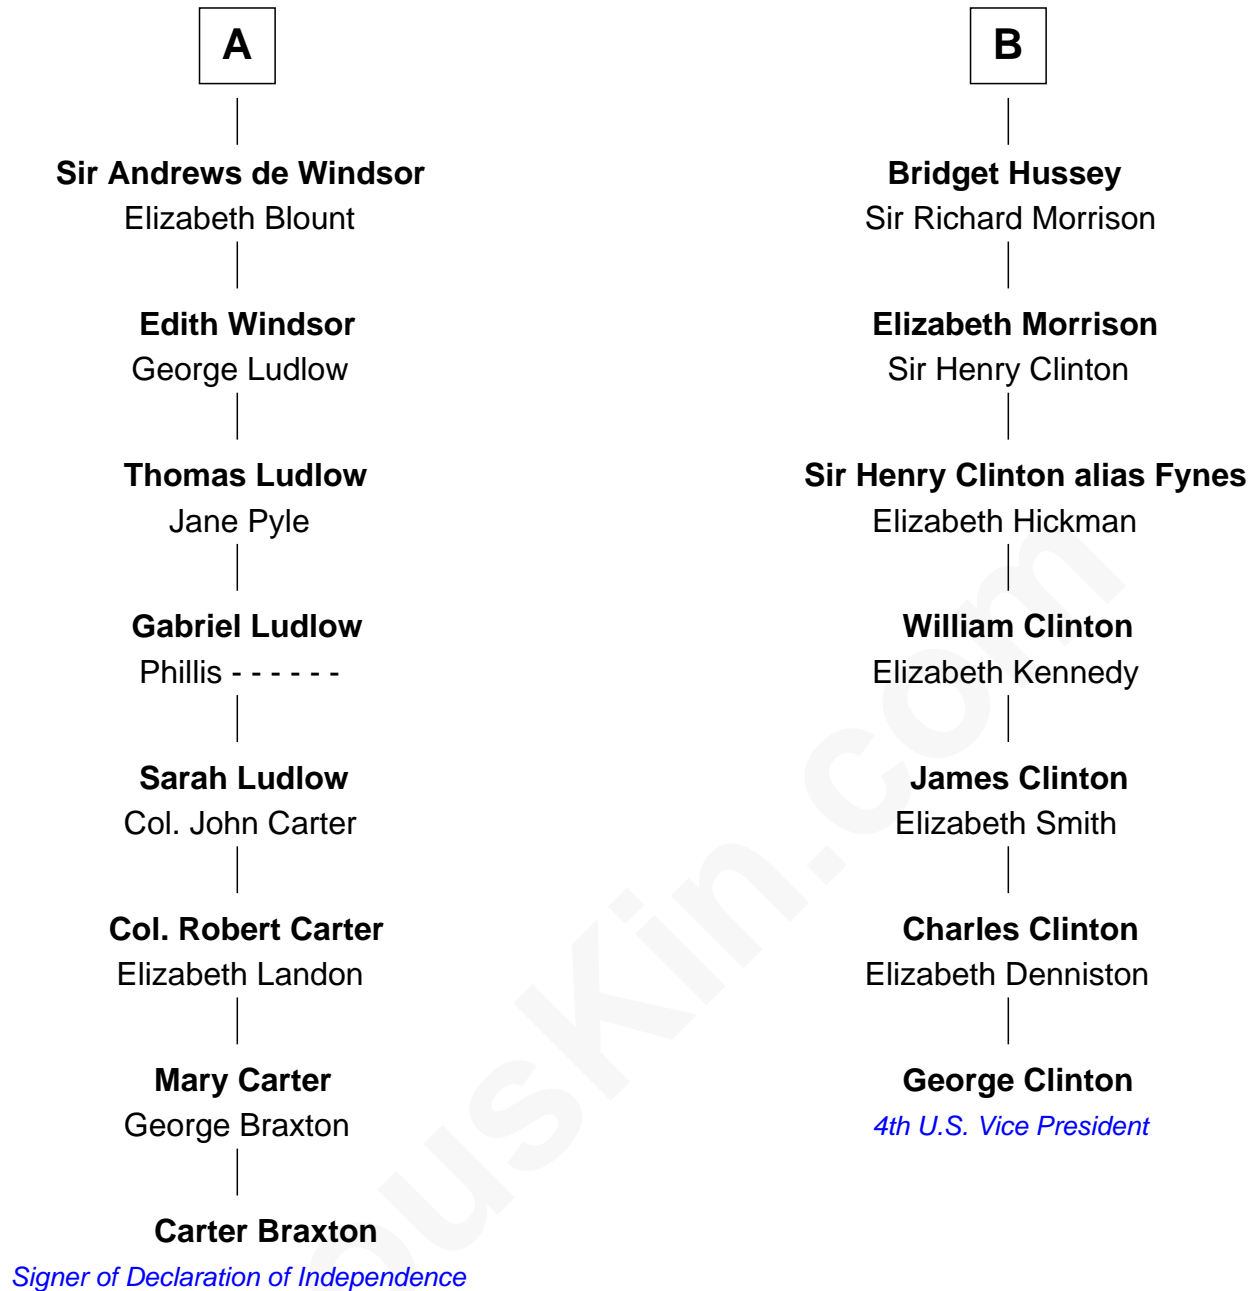 A
Sir Andrews de Windsor
Elizabeth Blount
Edith Windsor
George Ludlow
Thomas Ludlow
Jane Pyle
Gabriel Ludlow
Phillis - - - - - -
Sarah Ludlow
Col. John Carter
Col. Robert Carter
Elizabeth Landon
Mary Carter
George Braxton
Carter Braxton
Signer of Declaration of Independence
B
Bridget Hussey
Sir Richard Morrison
Elizabeth Morrison
Sir Henry Clinton
Sir Henry Clinton alias Fynes
Elizabeth Hickman
William Clinton
Elizabeth Kennedy
James Clinton
Elizabeth Smith
Charles Clinton
Elizabeth Denniston
George Clinton
4th U.S. Vice President
ousKin.com